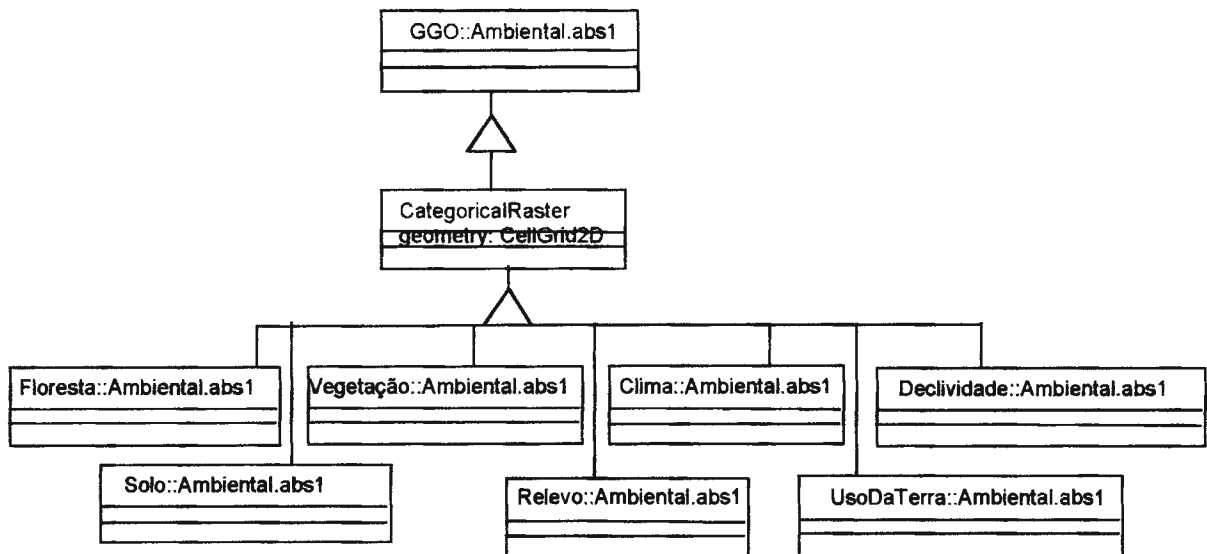 GGO::Ambiental.abs1
CategoricalRaster
geometry: CellGrid2D
Floresta::Ambiental.abs1
Vegetação::Ambiental.abs1
Clima::Ambiental.abs1
Declividade::Ambiental.abs1
Solo::Ambiental.abs1
Relevo::Ambiental.abs1
UsoDaTerra::Ambiental.abs1